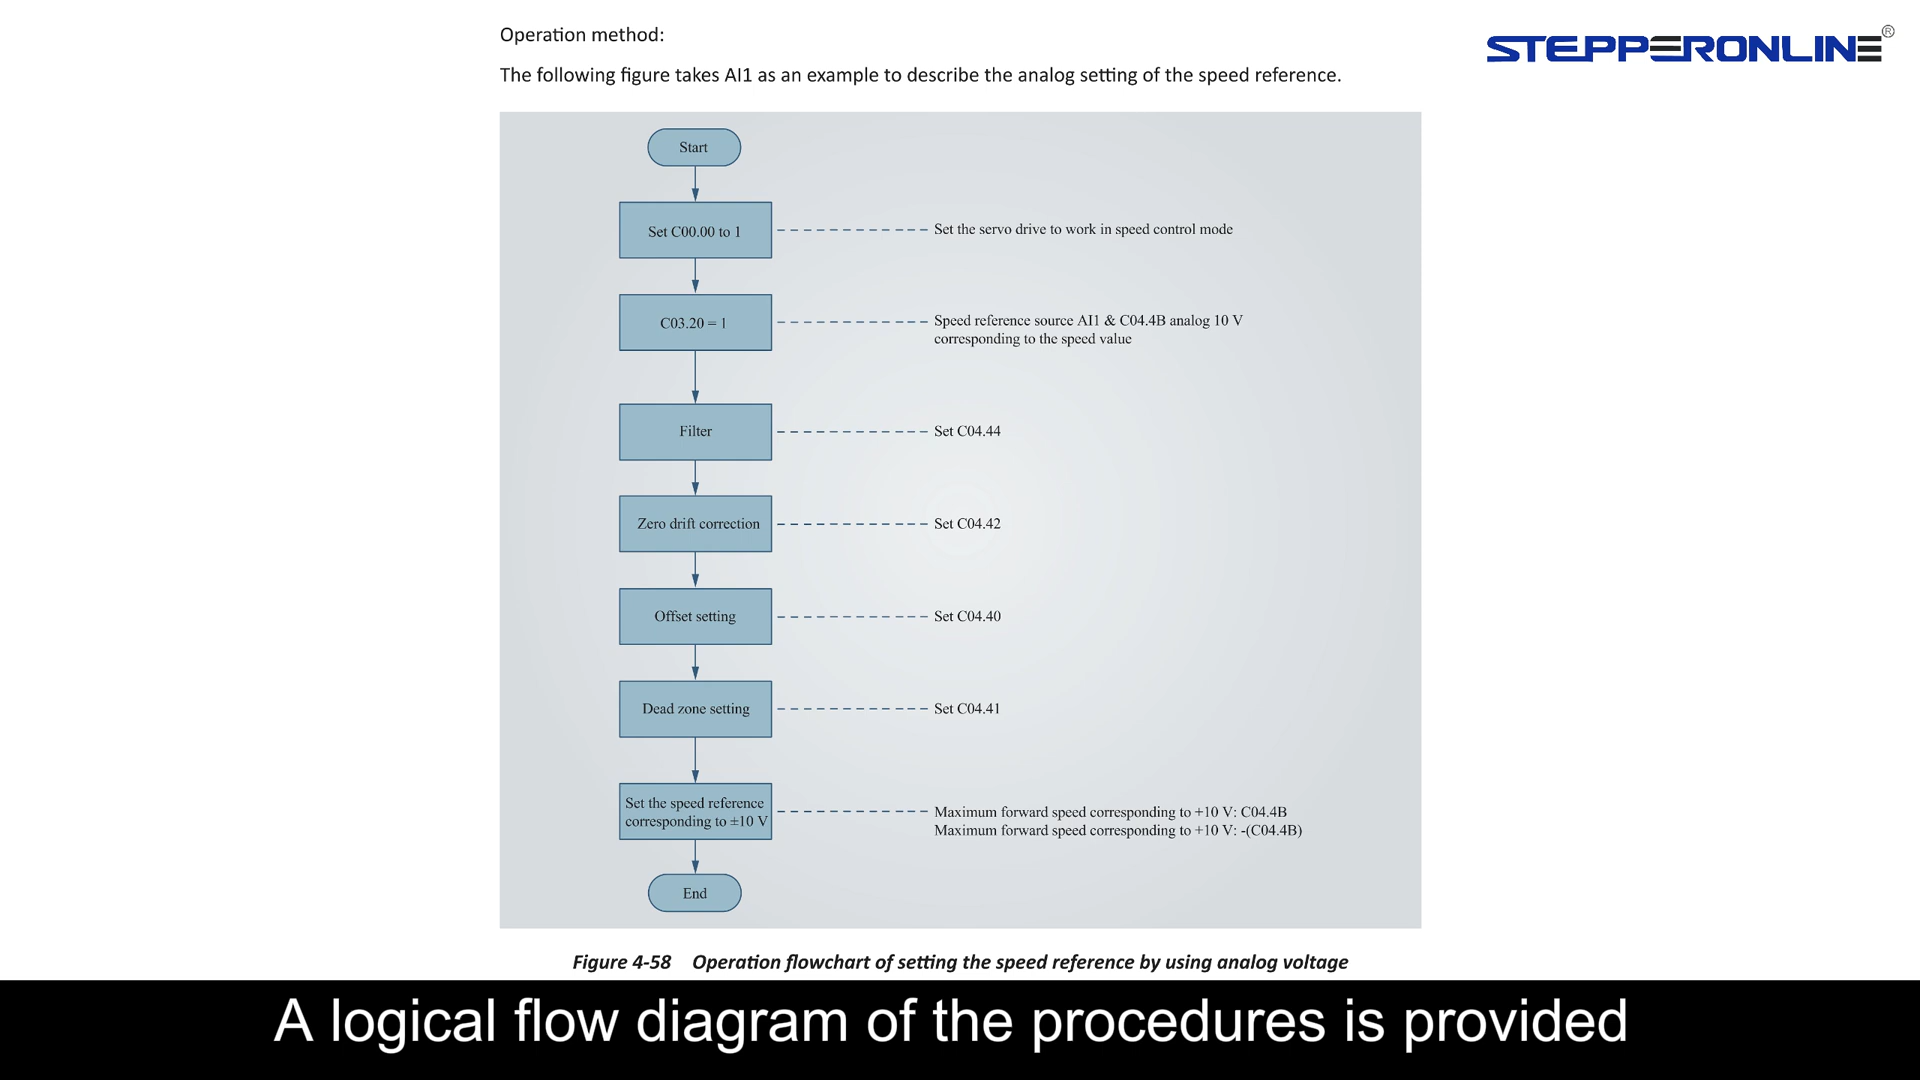 Operation method:
STEPPERONLINE®
The following figure takes AI1 as an example to describe the analog setting of the speed reference.
Start
Set C00.00 to 1
Set the servo drive to work in speed control mode
C03.20 = 1
Speed reference source AI1 & C04.4B analog 10 V
corresponding to the speed value
Filter
Set C04.44
Zero drift correction
Set C04.42
Offset setting
Set C04.40
Dead zone setting
Set C04.41
Set the speed reference
corresponding to ±10 V
Maximum forward speed corresponding to +10 V: C04.4B
Maximum forward speed corresponding to +10 V: -(C04.4B)
End
Figure 4-58 Operation flowchart of setting the speed reference by using analog voltage
A logical flow diagram of the procedures is provided